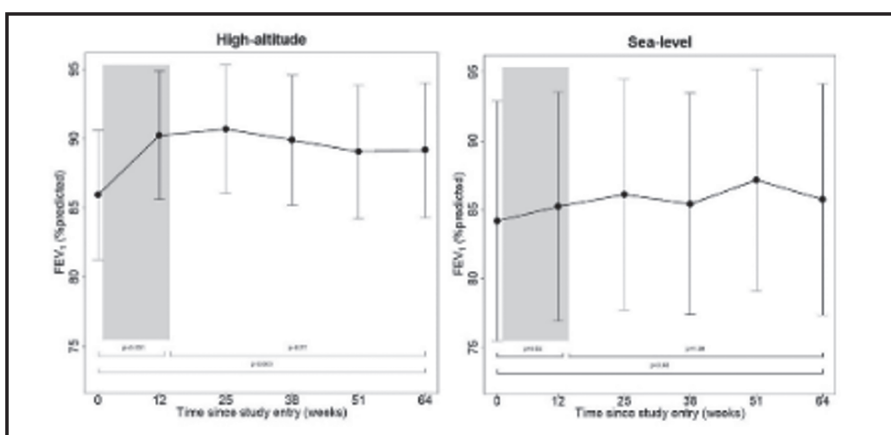 High-altitude
FEV₁ (%predicted)
95
90
85
80
75
0 12 25 38 51 64
Time since study entry (weeks)
Sea-level
FEV₁ (%predicted)
95
90
85
80
75
0 12 25 38 51 64
Time since study entry (weeks)